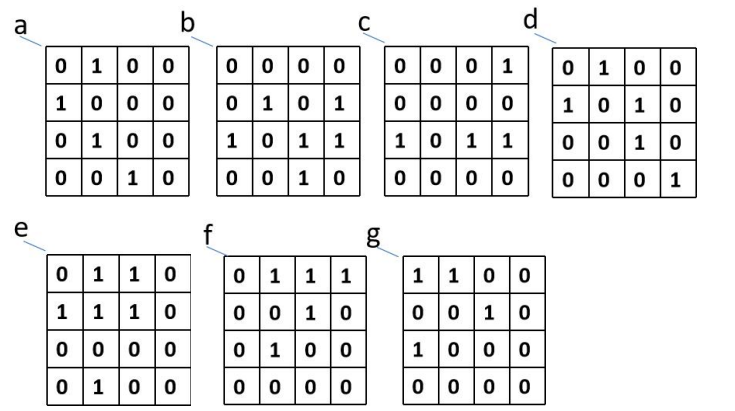 a b c d
0 1 0 0 0 0 0 0 0 0 0 1 0 1 0 0
1 0 0 0 0 1 0 1 0 0 0 0 1 0 1 0
0 1 0 0 1 0 1 1 1 0 1 1 0 0 1 0
0 0 1 0 0 0 1 0 0 0 0 0 0 0 0 1
e f g
0 1 1 0 0 1 1 1 1 1 0 0
1 1 1 0 0 0 1 0 0 0 1 0
0 0 0 0 0 1 0 0 1 0 0 0
0 1 0 0 0 0 0 0 0 0 0 0